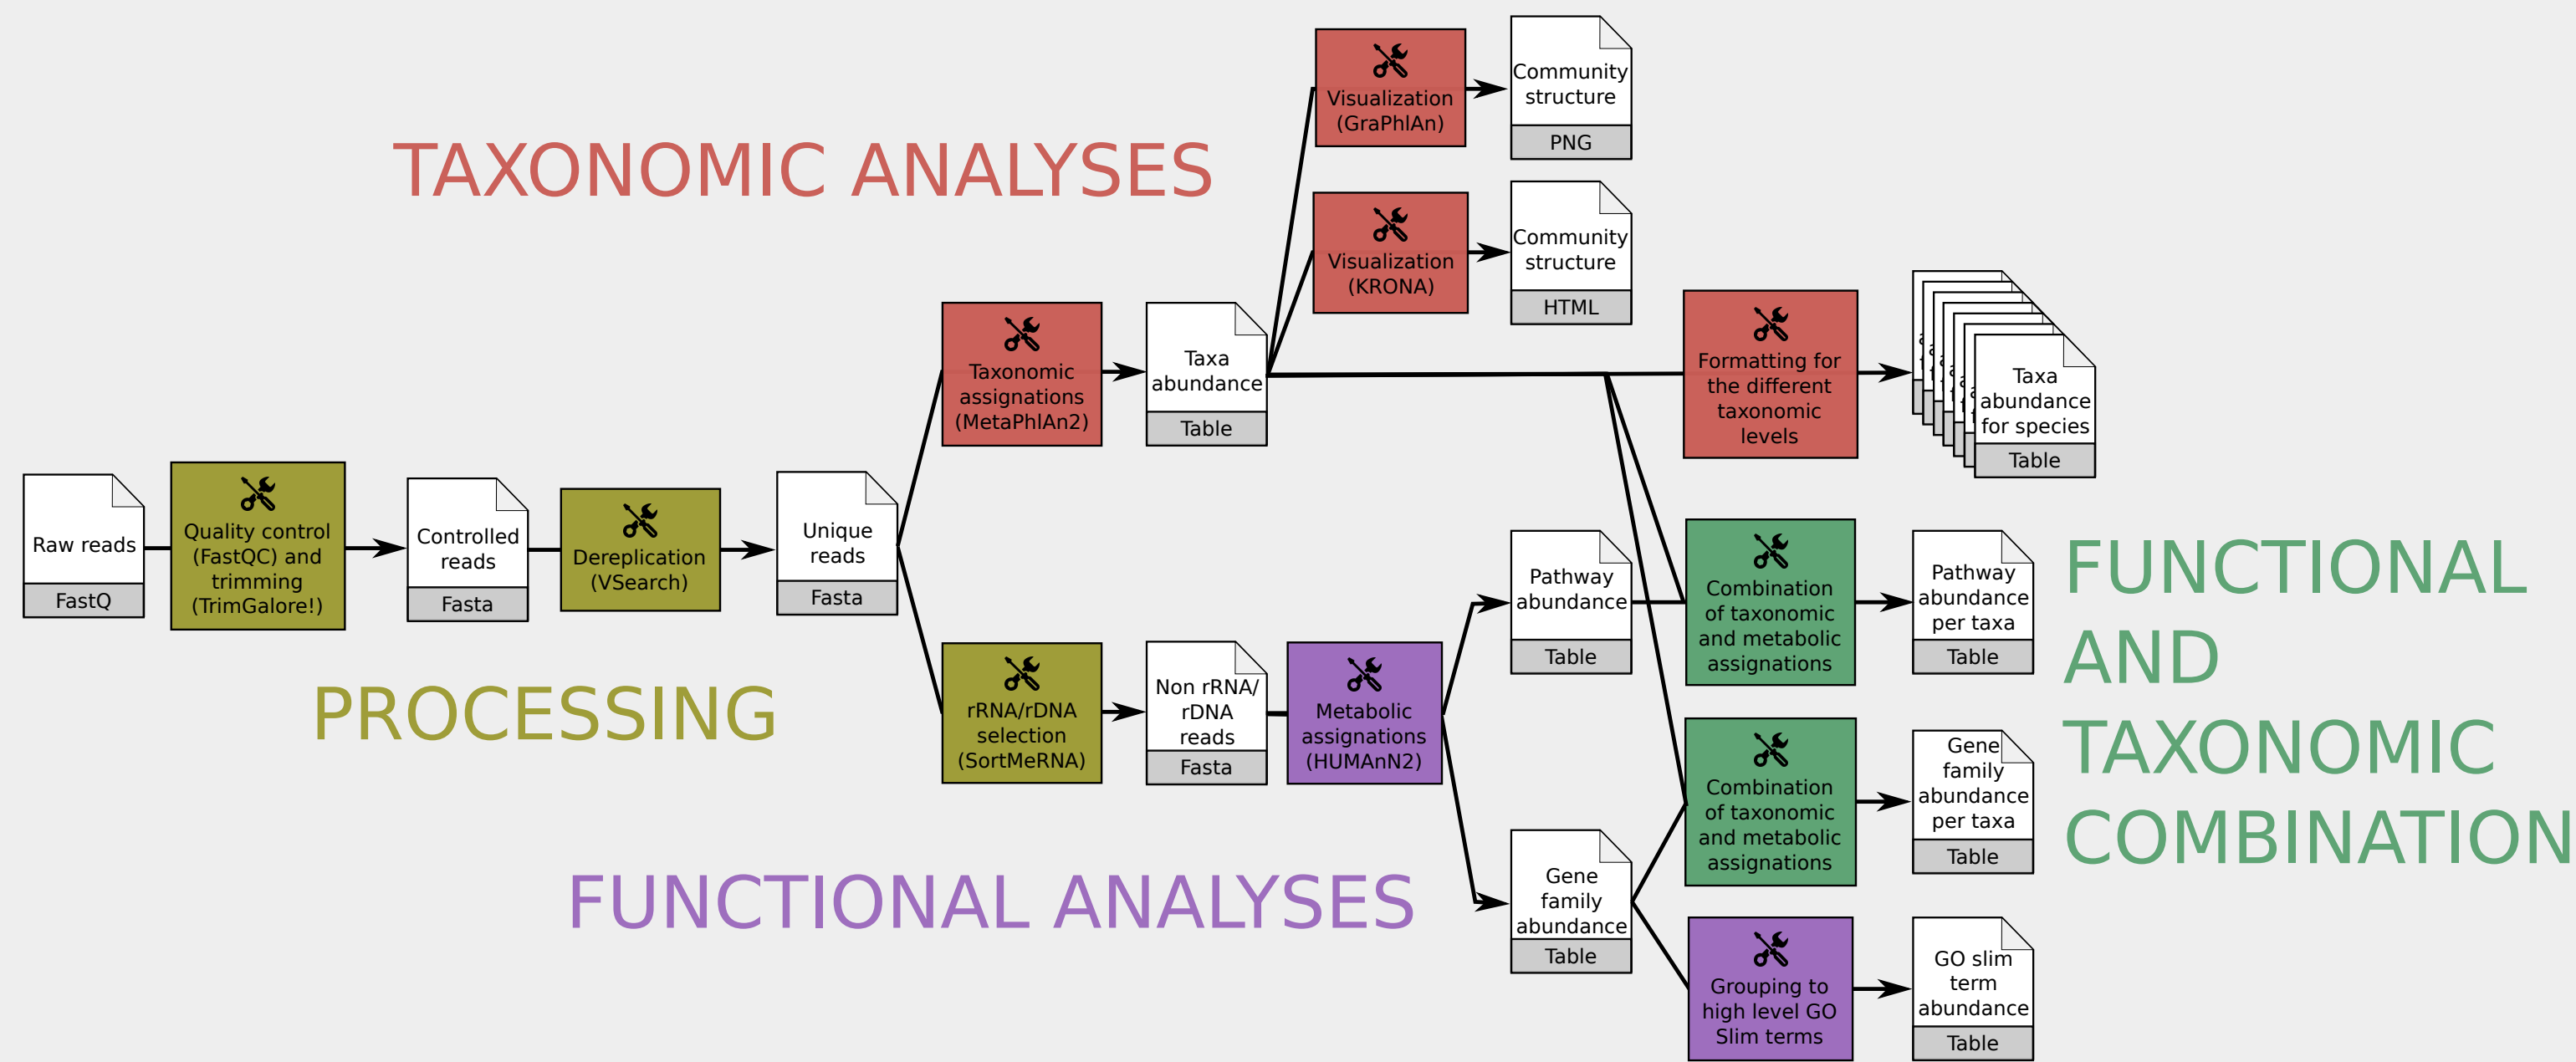 TAXONOMIC ANALYSES
Visualization
(GraPhlAn)
Community
structure
PNG
Visualization
(KRONA)
Community
structure
HTML
Taxonomic
assignations
(MetaPhlAn2)
Taxa
abundance
Table
Formatting for
the different
taxonomic
levels
Taxa
abundance
for species
Table
Raw reads
FastQ
Quality control
(FastQC) and
trimming
(TrimGalore!)
Controlled
reads
Fasta
Dereplication
(VSearch)
Unique
reads
Fasta
PROCESSING
rRNA/rDNA
selection
(SortMeRNA)
Non rRNA/
rDNA
reads
Fasta
Metabolic
assignations
(HUMAnN2)
Pathway
abundance
Table
Combination
of taxonomic
and metabolic
assignations
Pathway
abundance
per taxa
Table
FUNCTIONAL
AND
TAXONOMIC
COMBINATION
Combination
of taxonomic
and metabolic
assignations
Gene
family
abundance
per taxa
Table
FUNCTIONAL ANALYSES
Gene
family
abundance
Table
Grouping to
high level GO
Slim terms
GO slim
term
abundance
Table